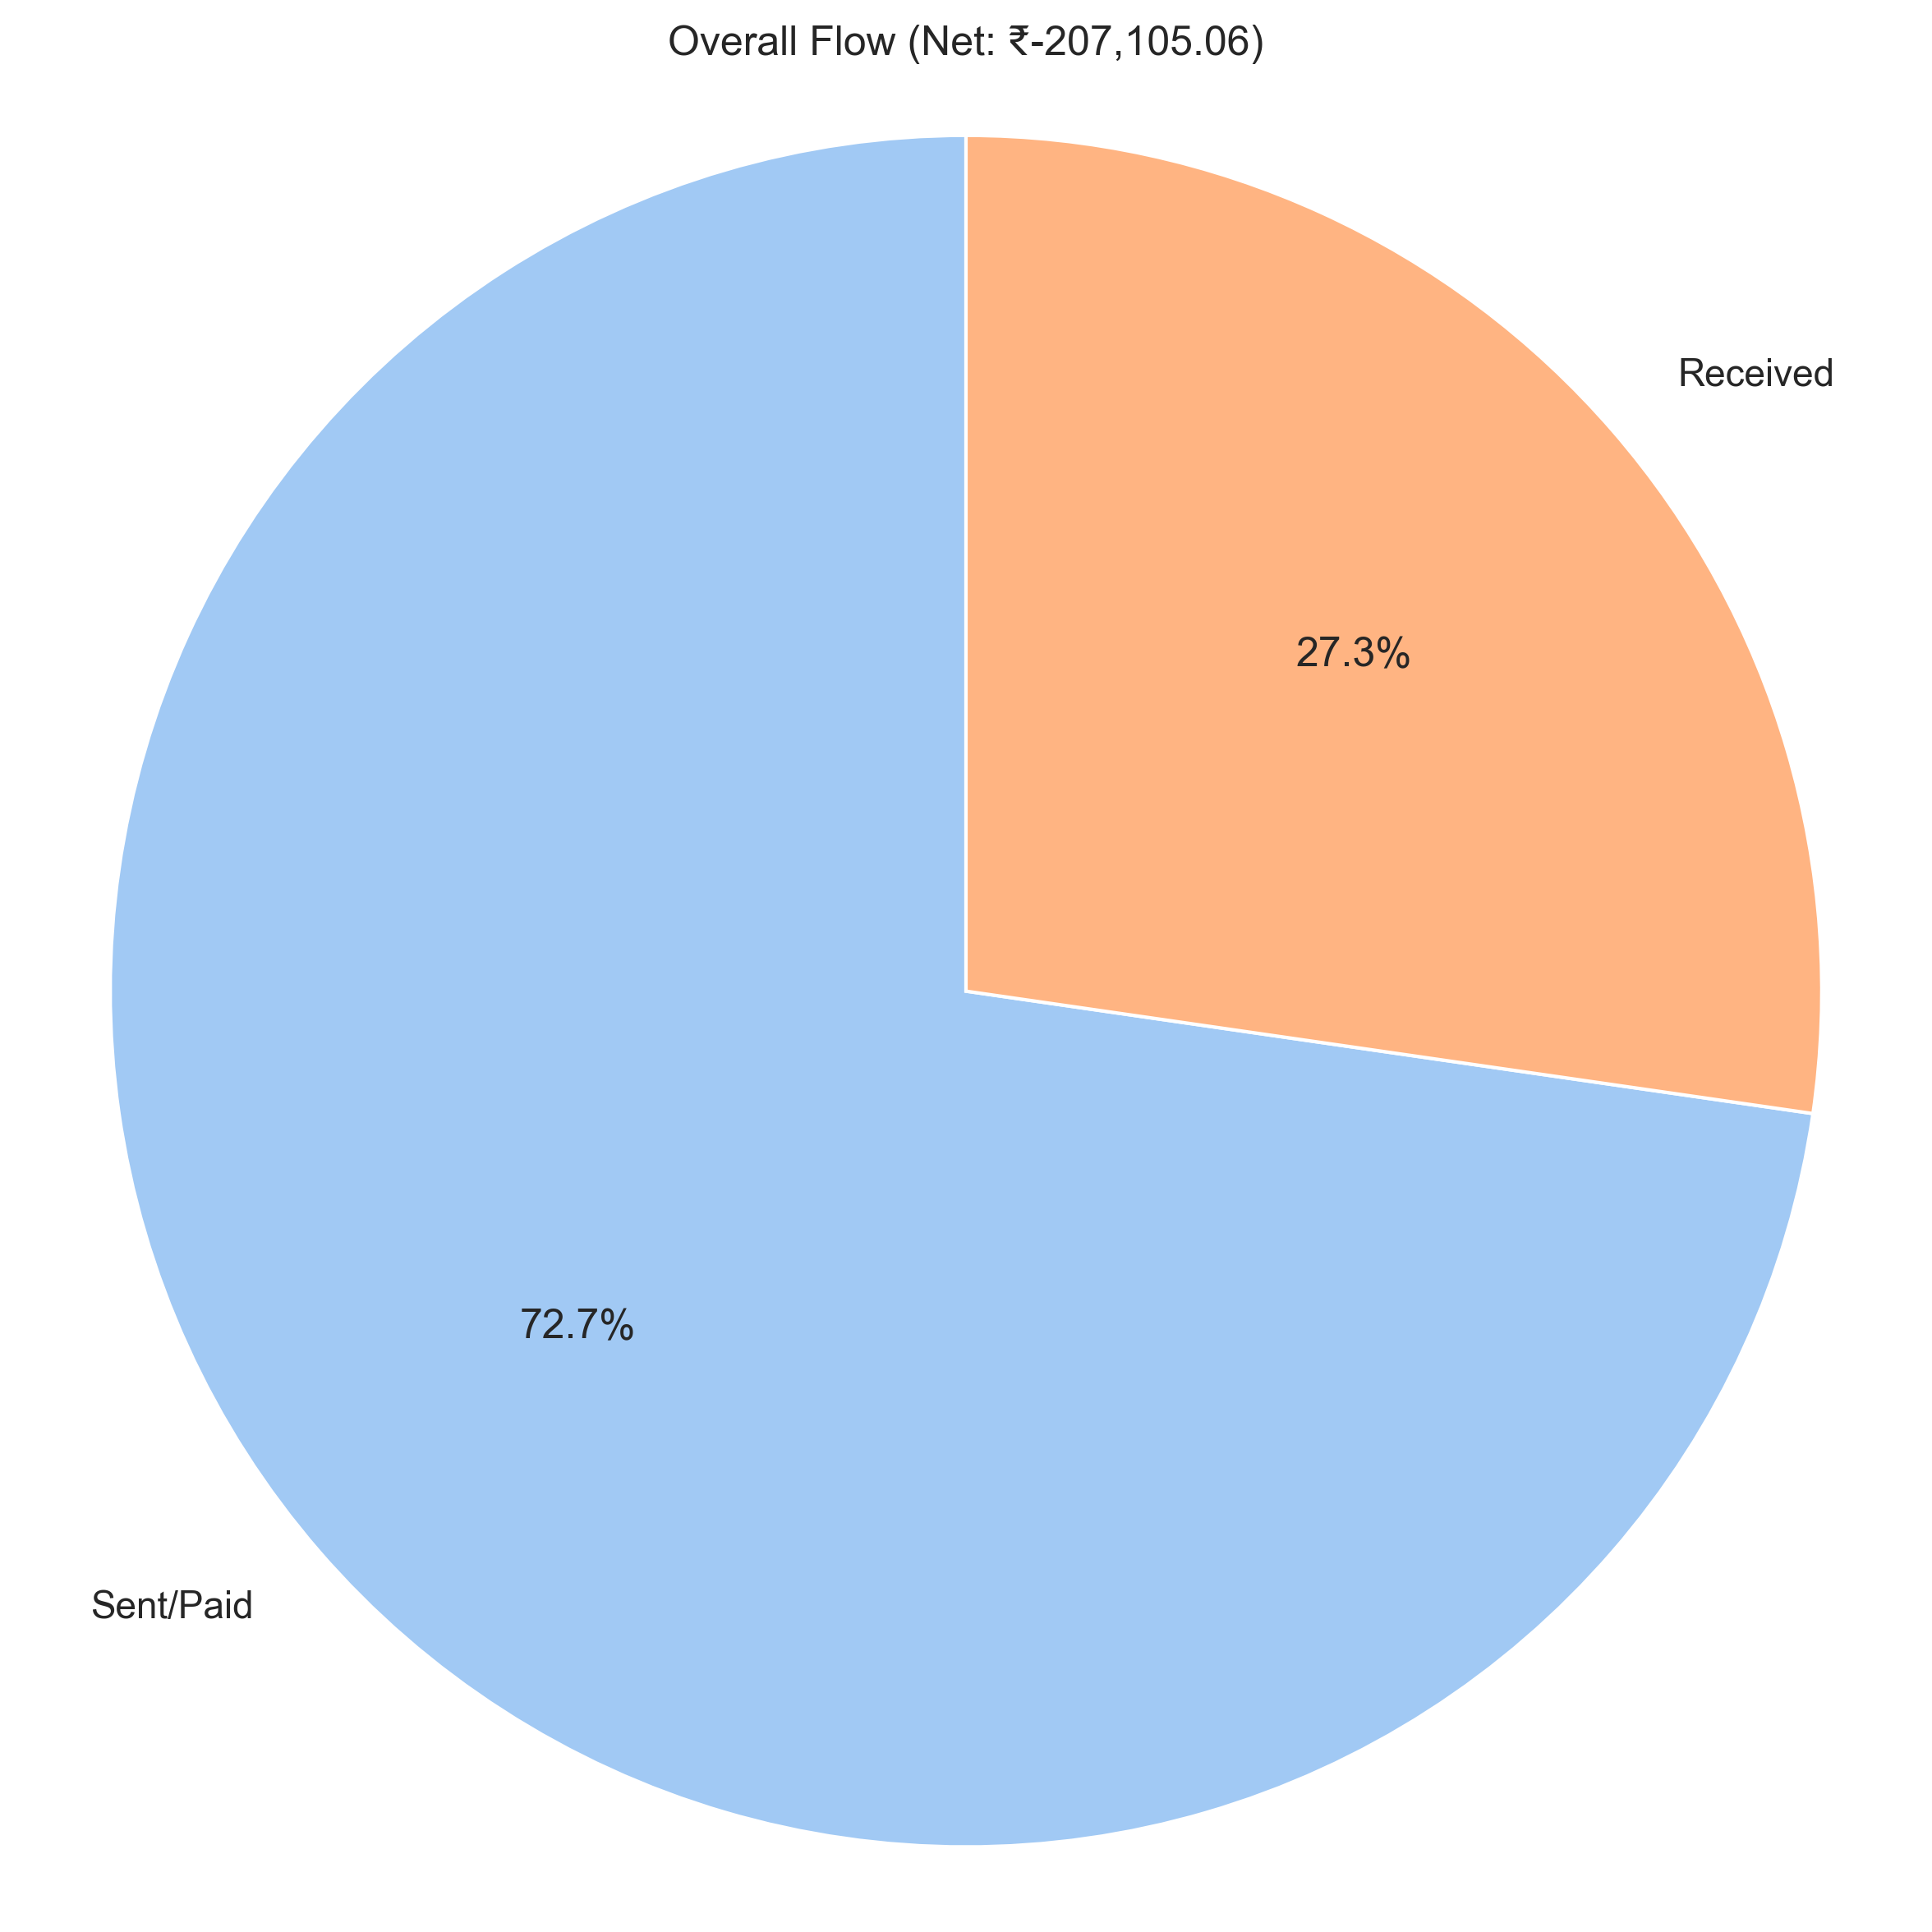 Overall Flow (Net: ₹-207,105.06)
Received
27.3%
72.7%
Sent/Paid